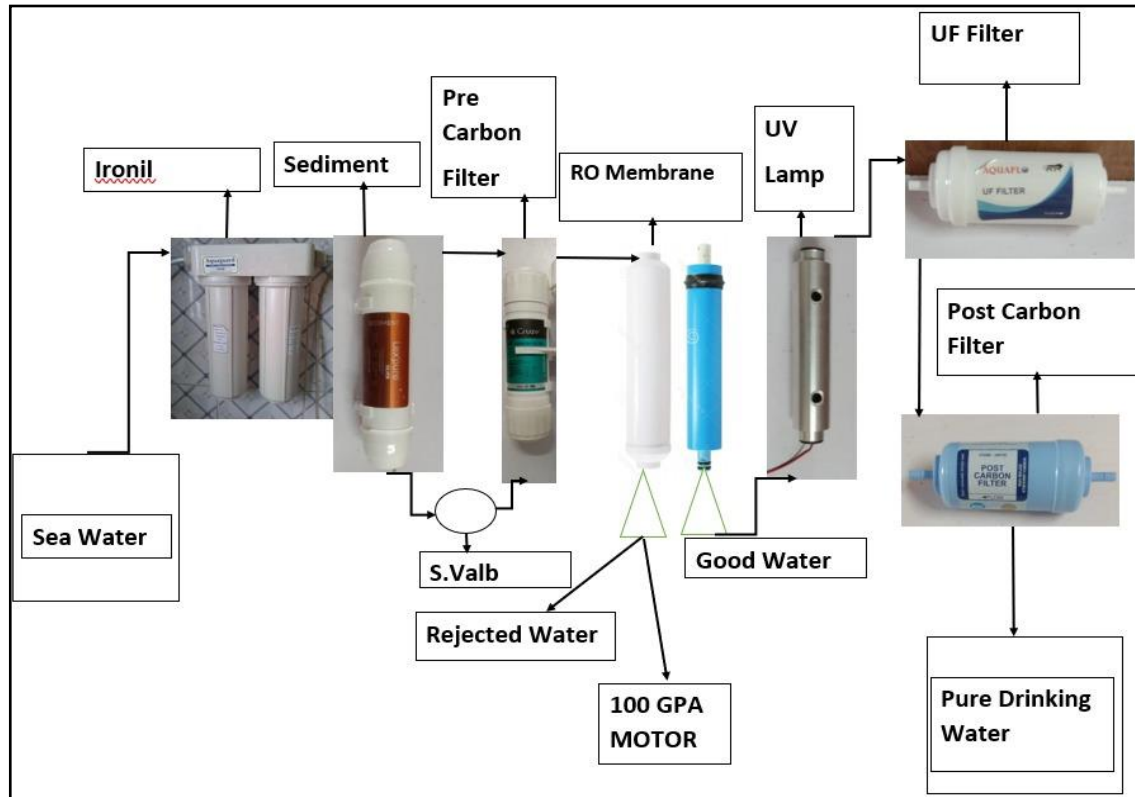 UF Filter
Pre
Carbon
Filter
UV
Lamp
Sediment
Ironil
RO Membrane
AQUAFLO
UF FILTER
Post Carbon
Filter
POST
CARBON
FILTER
Sea Water
S.Valb
Good Water
Rejected Water
100 GPA
MOTOR
Pure Drinking
Water